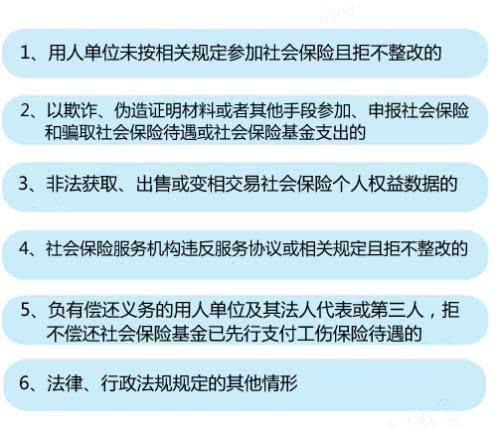 1、用人单位未按相关规定参加社会保险且拒不整改的
2、以欺诈、伪造证明材料或者其他手段参加、申报社会保险
和骗取社会保险待遇或社会保险基金支出的
3、非法获取、出售或变相交易社会保险个人权益数据的
4、社会保险服务机构违反服务协议或相关规定且拒不整改的
5、负有偿还义务的用人单位及其法人代表或第三人，拒
不偿还社会保险基金已先行支付工伤保险待遇的
6、法律、行政法规规定的其他情形